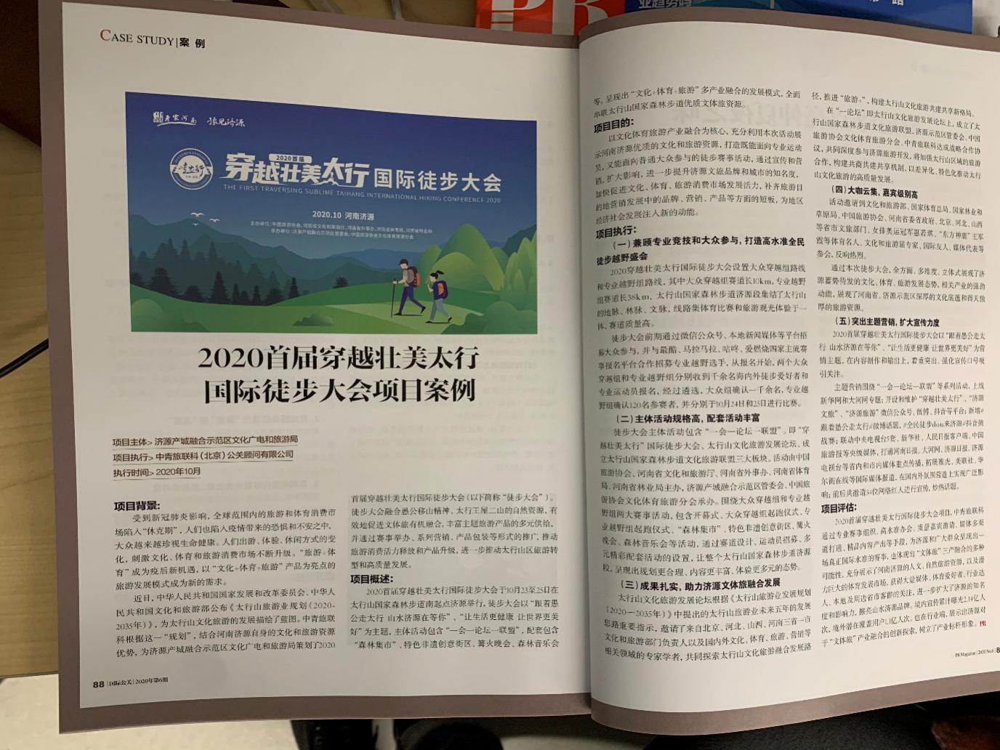 CASE STUDY|案 例
老家河南 旅见济源
2020首届
穿越壮美太行 国际徒步大会
THE FIRST TRAVERSING SUBLIME TAIHANG INTERNATIONAL HIKING CONFERENCE 2020
2020.10 河南济源
主办单位:中国旅游协会、河南省文化和旅游厅、河南省外事办、河南省体育局、河南省林业局
承办单位:济源产城融合示范区管委会、中国旅游协会文化体育旅游分会
2020首届穿越壮美太行
国际徒步大会项目案例
项目主体> 济源产城融合示范区文化广电和旅游局
项目执行> 中青旅联科(北京)公关顾问有限公司
执行时间> 2020年10月
项目背景:
受到新冠肺炎影响,全球范围内的旅游和体育消费市
场陷入“休克期”,人们也陷入疫情带来的恐惧和不安之中,
大众越来越珍视生命健康。人们出游、体验、休闲方式的变
化,刺激文化、体育和旅游消费市场不断升级。“旅游+体
育”成为疫后新机遇,以“文化+体育+旅游”产品为亮点的
旅游发展模式成为新的需求。
近日,中华人民共和国国家发展和改革委员会、中华人
民共和国文化和旅游部公布《太行山旅游业规划(2020-
2035年)》,为太行山文化旅游的发展描绘了蓝图。中青旅联
科根据这一“规划”,结合河南济源自身的文化和旅游资源
优势,为济源产城融合示范区文化广电和旅游局策划了2020
首届穿越壮美太行国际徒步大会(以下简称“徒步大会”)。
徒步大会融合愚公移山精神、太行王屋二山的自然资源,有
效地促进文体旅有机融合,丰富主题旅游产品的多元供给,
并通过赛事举办、系列营销、产品包装等形式的推广,推动
旅游消费活力释放和产品升级,进一步推动太行山区旅游转
型和高质量发展。
项目概述:
2020首届穿越壮美太行国际徒步大会于10月23至25日在
太行山国家森林步道南起点济源举行,徒步大会以“跟着愚
公走太行 山水济源在等你”、“让生活更健康 让世界更美
好”为主题,主体活动包含“一会一论坛一联盟”,配套包含
“森林集市”、特色非遗创意街区、篝火晚会、森林音乐会
88 |国际公关| 2020年第6期
等。呈现出“文化+体育+旅游”多产业融合的发展模式,全面
串联太行山国家森林步道优质文体旅资源。
项目目的:
以文化体育旅游产业融合为核心,充分利用本次活动展
示河南济源优质的文化和旅游资源,打造既能面向专业运动
员,又能面向普通大众参与的徒步赛事活动,通过宣传和营
销,扩大影响,进一步提升济源文旅品牌和城市的知名度,
加快促进文化、体育、旅游消费市场发展活力,补齐旅游目
的地营销发展中的品牌、营销、产品等方面的短板,为地区
经济社会发展注入新的动能。
项目执行:
(一)兼顾专业竞技和大众参与,打造高水准全民
徒步越野盛会
2020穿越壮美太行国际徒步大会设置大众穿越组路线
和专业越野组路线,其中大众穿越组赛道长10km,专业越野
组赛道长38km。太行山国家森林步道济源段集结了太行山
的地脉、林脉、文脉,线路集体育比赛和旅游观光体验于一
体,赛道质量高。
徒步大会前期通过微信公众号、本地新闻媒体等平台招
募大众参与,并与最酷、马拉马拉、咕咚、爱燃烧四家主流赛
事报名平台合作招募专业越野选手,从报名开始,两个大众
穿越组和专业越野组分别收到千余名海内外徒步爱好者和
专业运动员报名,经过遴选,大众组确认一千余名,专业越
野组确认120名参赛者,并分别于10月24日和25日进行比赛。
(二)主体活动规格高,配套活动丰富
徒步大会主体活动包含“一会一论坛一联盟”。即“穿
越壮美太行”国际徒步大会、太行山文化旅游发展论坛、成
立太行山国家森林步道文化旅游联盟三大板块。活动由中国
旅游协会、河南省文化和旅游厅、河南省外事办、河南省体育
局、河南省林业局主办,济源产城融合示范区管委会、中国旅
游协会文化体育旅游分会承办。围绕大众穿越组和专业越
野组两大赛事活动,包含开幕式、大众穿越组起跑仪式、专
业越野组起跑仪式、“森林集市”、特色非遗创意街区、篝火
晚会、森林音乐会等活动,通过赛道设计、运动员招募、多
元精彩配套活动的设置,让整个太行山国家森林步道济源
段,呈现出规划更合理、内容更丰富、体验更多元的态势。
(三)成果扎实,助力济源文体旅融合发展
太行山文化旅游发展论坛根据《太行山旅游业发展规划
(2020—2035年)》中提出的太行山旅游业未来五年的发展
思路重要指示,邀请了来自北京、河北、山西、河南三省一市
文化和旅游部门负责人以及国内外文化、体育、旅游、营销等
相关领域的专家学者,共同探索太行山文化旅游融合发展路
径,推进“旅游+”,构建太行山文化旅游共建共享新格局。
在“一论坛”即太行山文化旅游发展论坛上,成立了太
行山国家森林步道文化旅游联盟,济源示范区管委会、中国
旅游协会文化体育旅游分会、中青旅联科达成战略合作协
议,共同深度参与济源旅游开发,将加强太行山区域的旅游
合作,构建共商共建共享机制,以差异化、特色化推动太行
山文化旅游的高质量发展。
(四)大咖云集,嘉宾级别高
活动邀请到文化和旅游部、国家体育总局、国家林业和
草原局、中国旅游协会、河南省委省政府、北京、河北、山西
等省市文旅部门、女排奥运冠军惠若琪、“东方神鹿”王军
霞等体育名人、文化和旅游届专家、国际友人、媒体代表等
参会,反响热烈。
通过本次徒步大会,全方面、多维度、立体式展现了济
源蓄势待发的文化、体育、旅游发展态势,相关产业的强劲
动能,展现了河南省、济源示范区深厚的文化底蕴和得天独
厚的旅游资源。
(五)突出主题营销,扩大宣传力度
2020首届穿越壮美太行国际徒步大会以“跟着愚公走太
行 山水济源在等你”、“让生活更健康 让世界更美好”为营
销主题,在内容制作和输出上,着重突出、强化宣传口号吸
引关注。
主题营销围绕“一会一论坛一联盟”等系列活动,上线
新华网和大河网专题;开设和维护“穿越壮美太行”、“济源
文旅”、“济源旅游”微信公众号、微博、抖音等平台;新增#
跟着愚公走太行#微博话题,#全民徒步dou来济源#抖音挑
战赛;联动中央电视台5套、新华社、人民日报客户端、中国
旅游报等央级媒体,打通河南日报、大河网、济源日报、济源
电视台等省内和市内媒体重点传播,拓展雅虎、美联社、华
尔街在线等国际媒体报道,在国内外氛围营造上实现广泛影
响;前后共邀请34位网络红人进行宣传,炒热话题。
项目评估:
2020首届穿越壮美太行国际徒步大会项目,中青旅联科
通过专业赛事组织、高水准办会、重量嘉宾邀请、媒体多渠
道打通、精品内容产出等手段,为济源和广大群众呈现出一
场真正国际水准的赛事,也体现出“文体旅”三产融合的多种
可能性,充分展示了河南济源的人文、自然旅游资源,以及潜
力巨大的体育发展市场。获得大量媒体、体育爱好者、行业达
人、本地及周边省市客群的关注,进一步扩大了济源的知名
度和影响力,擦亮山水济源品牌。境内宣传累计曝光2.14亿人
次,境外潜在覆盖用户1.1亿人次。也在行业端,展示出济源对
于“文体旅”产业融合的创新探索,树立了产业标杆形象。PR
PR Magazine | 2020 No.6 | 8